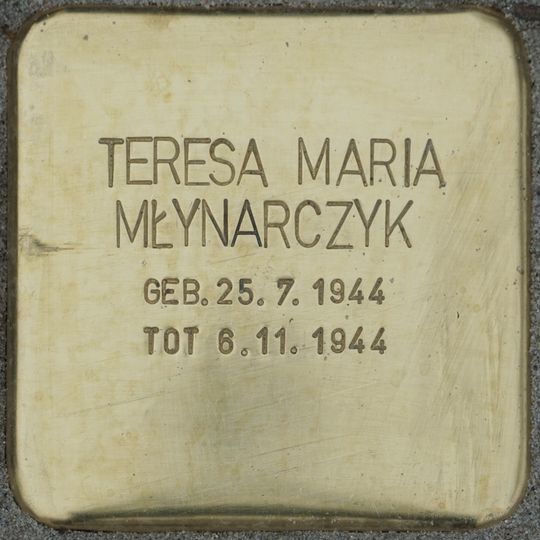 TERESA MARIA
MŁYNARCZYK
GEB. 25. 7. 1944
TOT 6. 11. 1944